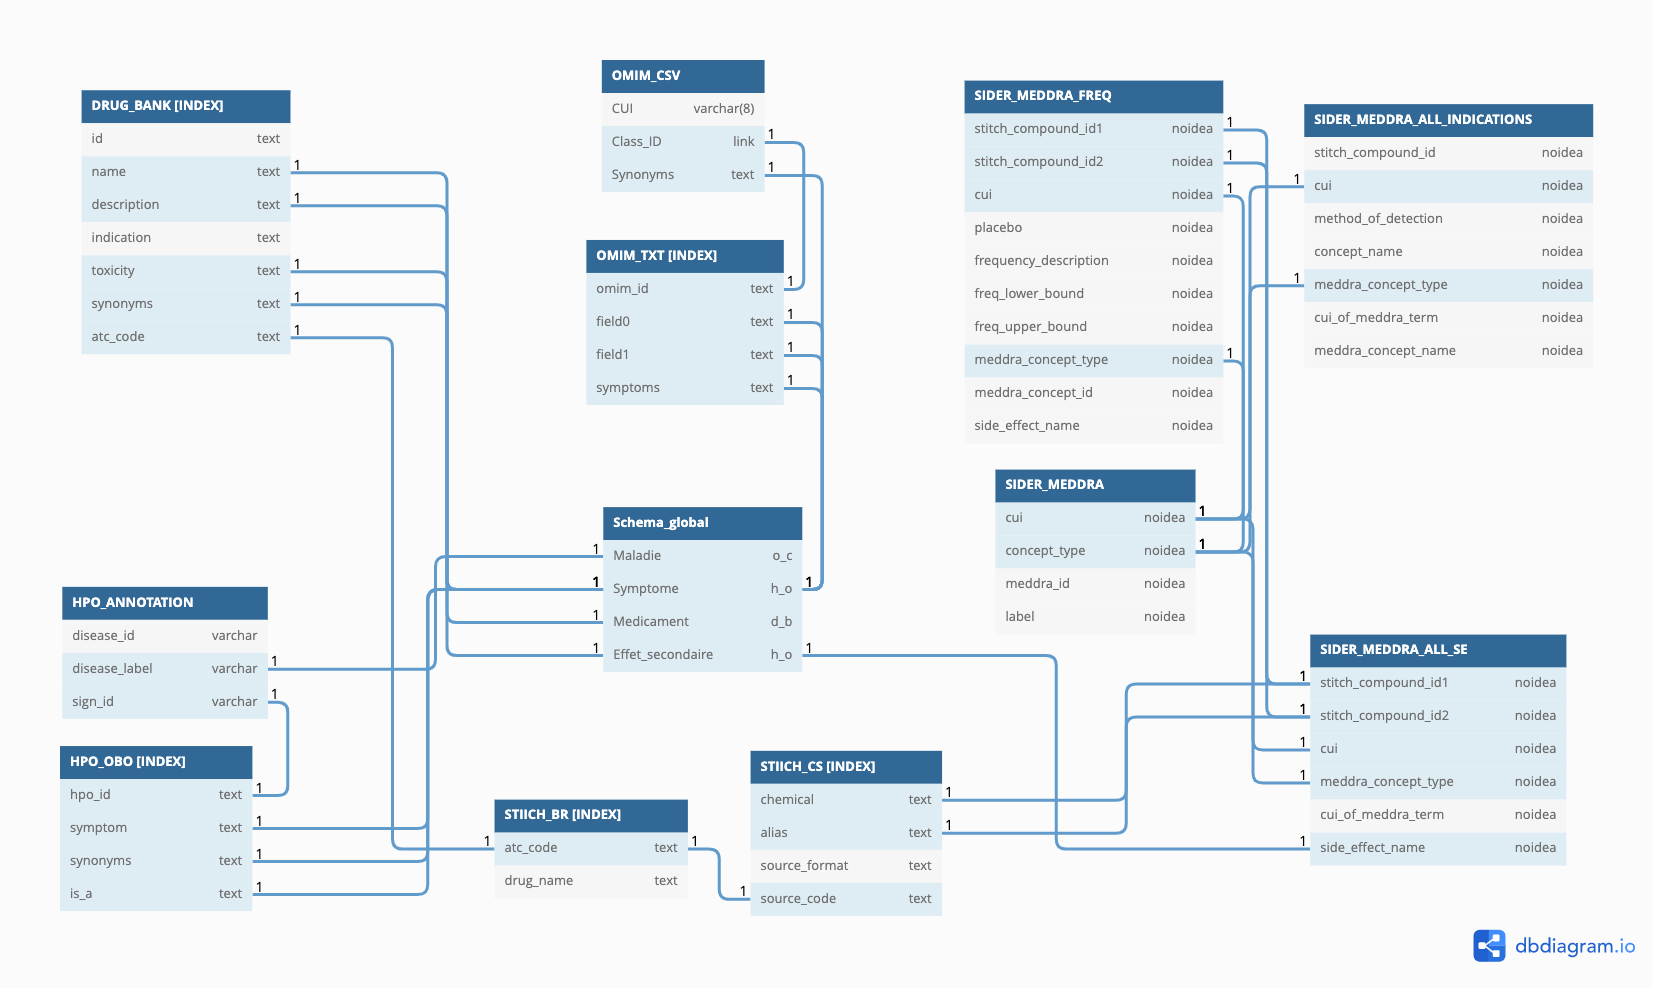 DRUG_BANK [INDEX]
id text
name text 1
description text 1
indication text
toxicity text 1
synonyms text 1
atc_code text 1
OMIM_CSV
CUI varchar(8)
Class_ID link 1
Synonyms text 1
OMIM_TXT [INDEX]
omim_id text 1
field0 text 1
field1 text 1
symptoms text 1
SIDER_MEDDRA_FREQ
stitch_compound_id1 noidea 1
stitch_compound_id2 noidea 1
cui noidea 1
placebo noidea
frequency_description noidea
freq_lower_bound noidea
freq_upper_bound noidea
meddra_concept_type noidea 1
meddra_concept_id noidea
side_effect_name noidea
SIDER_MEDDRA_ALL_INDICATIONS
stitch_compound_id noidea
1 cui noidea
method_of_detection noidea
concept_name noidea
1 meddra_concept_type noidea
cui_of_meddra_term noidea
meddra_concept_name noidea
SIDER_MEDDRA
cui noidea 1
concept_type noidea 1
meddra_id noidea
label noidea
Schema_global
1 Maladie o_c
1 Symptome h_o 1
1 Medicament d_b
1 Effet_secondaire h_o 1
HPO_ANNOTATION
disease_id varchar
disease_label varchar 1
sign_id varchar 1
HPO_OBO [INDEX]
hpo_id text 1
symptom text 1
synonyms text 1
is_a text 1
STIICH_BR [INDEX]
1 atc_code text 1
drug_name text
STIICH_CS [INDEX]
chemical text 1
alias text 1
source_format text
1 source_code text
SIDER_MEDDRA_ALL_SE
1 stitch_compound_id1 noidea
1 stitch_compound_id2 noidea
1 cui noidea
1 meddra_concept_type noidea
cui_of_meddra_term noidea
1 side_effect_name noidea
dbdiagram.io